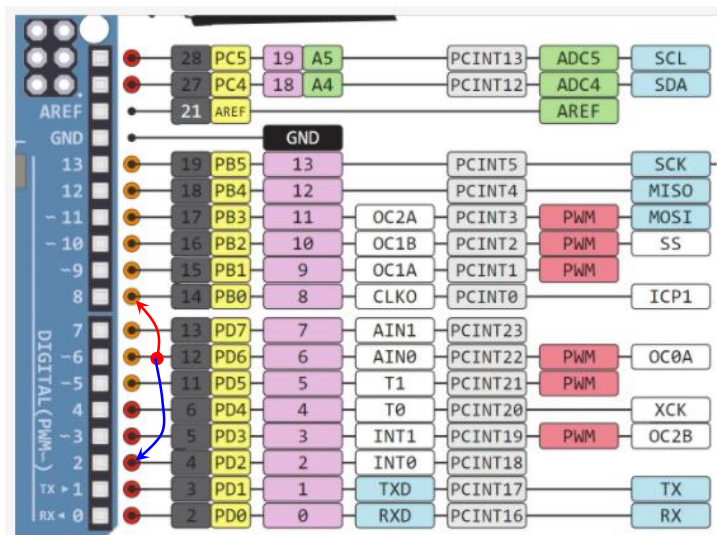 28 PC5 19 A5 PCINT13 ADC5 SCL
27 PC4 18 A4 PCINT12 ADC4 SDA
AREF 21 AREF AREF
GND GND
13 19 PB5 13 PCINT5 SCK
12 18 PB4 12 PCINT4 MISO
~11 17 PB3 11 OC2A PCINT3 PWM MOSI
~10 16 PB2 10 OC1B PCINT2 PWM SS
~9 15 PB1 9 OC1A PCINT1 PWM
8 14 PB0 8 CLKO PCINT0 ICP1
7 13 PD7 7 AIN1 PCINT23
~6 12 PD6 6 AIN0 PCINT22 PWM OC0A
~5 11 PD5 5 T1 PCINT21 PWM
4 6 PD4 4 T0 PCINT20 XCK
~3 5 PD3 3 INT1 PCINT19 PWM OC2B
2 4 PD2 2 INT0 PCINT18
TX ▸ 1 3 PD1 1 TXD PCINT17 TX
RX ◂ 0 2 PD0 0 RXD PCINT16 RX
DIGITAL (PWM~)